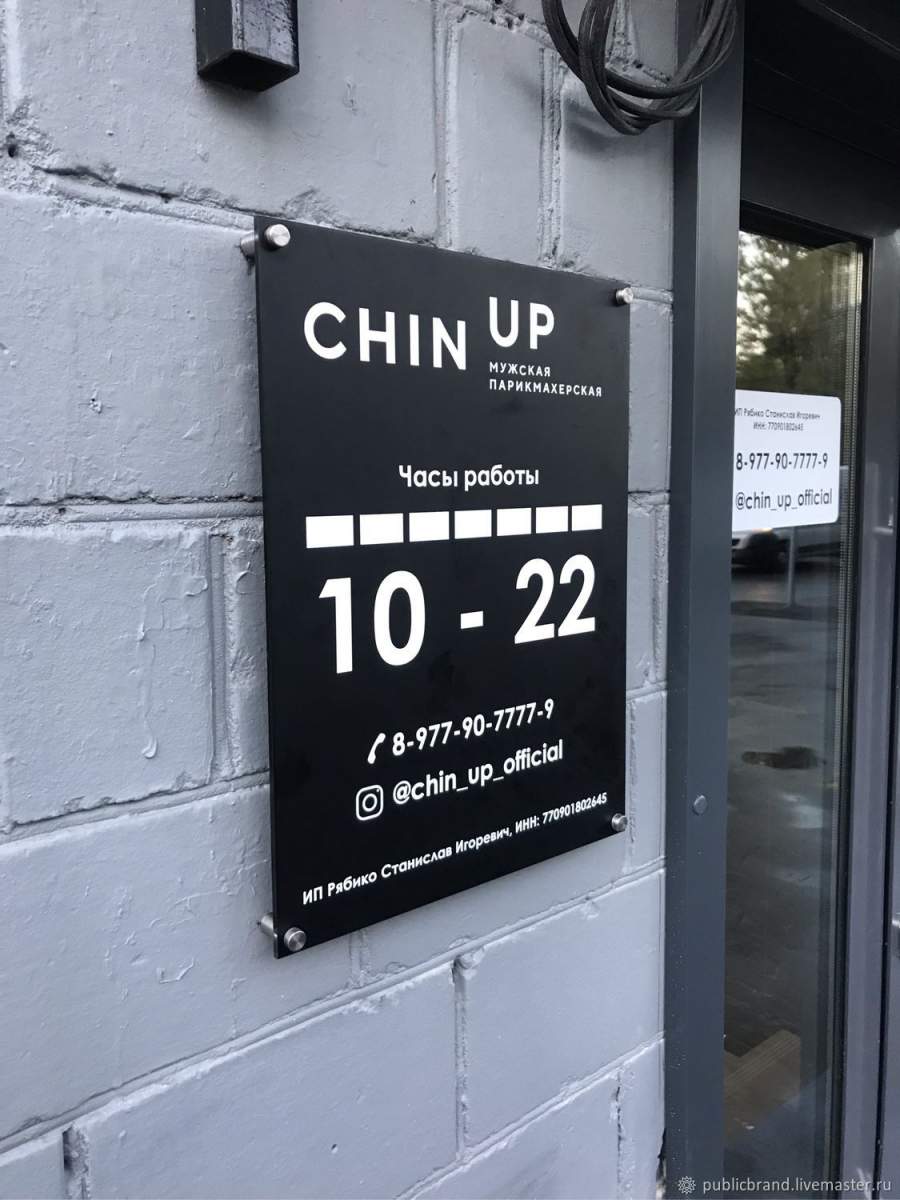 CHIN UP
МУЖСКАЯ
ПАРИКМАХЕРСКАЯ
Часы работы
10 - 22
8-977-90-7777-9
@chin_up_official
ИП Рябико Станислав Игоревич, ИНН: 770901802645
ИП Рябико Станислав Игоревич
ИНН: 770901802645
8-977-90-7777-9
@chin_up_official
publicbrand.livemaster.ru